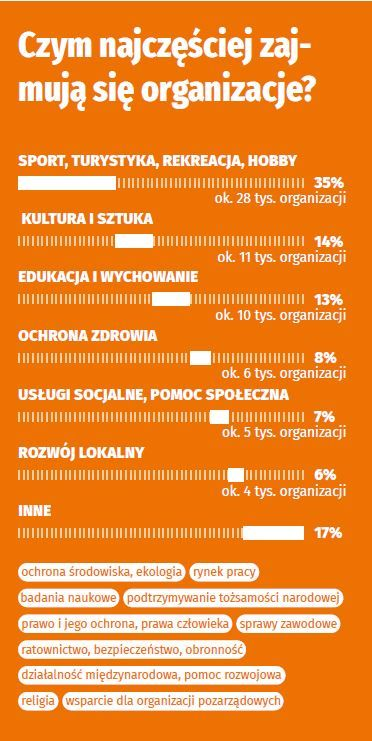 Czym najczęściej zaj-
mują się organizacje?
SPORT, TURYSTYKA, REKREACJA, HOBBY
35%
ok. 28 tys. organizacji
KULTURA I SZTUKA
14%
ok. 11 tys. organizacji
EDUKACJA I WYCHOWANIE
13%
ok. 10 tys. organizacji
OCHRONA ZDROWIA
8%
ok. 6 tys. organizacji
USŁUGI SOCJALNE, POMOC SPOŁECZNA
7%
ok. 5 tys. organizacji
ROZWÓJ LOKALNY
6%
ok. 4 tys. organizacji
INNE
17%
ochrona środowiska, ekologia rynek pracy
badania naukowe podtrzymywanie tożsamości narodowej
prawo i jego ochrona, prawa człowieka sprawy zawodowe
ratownictwo, bezpieczeństwo, obronność
działalność międzynarodowa, pomoc rozwojowa
religia wsparcie dla organizacji pozarządowych